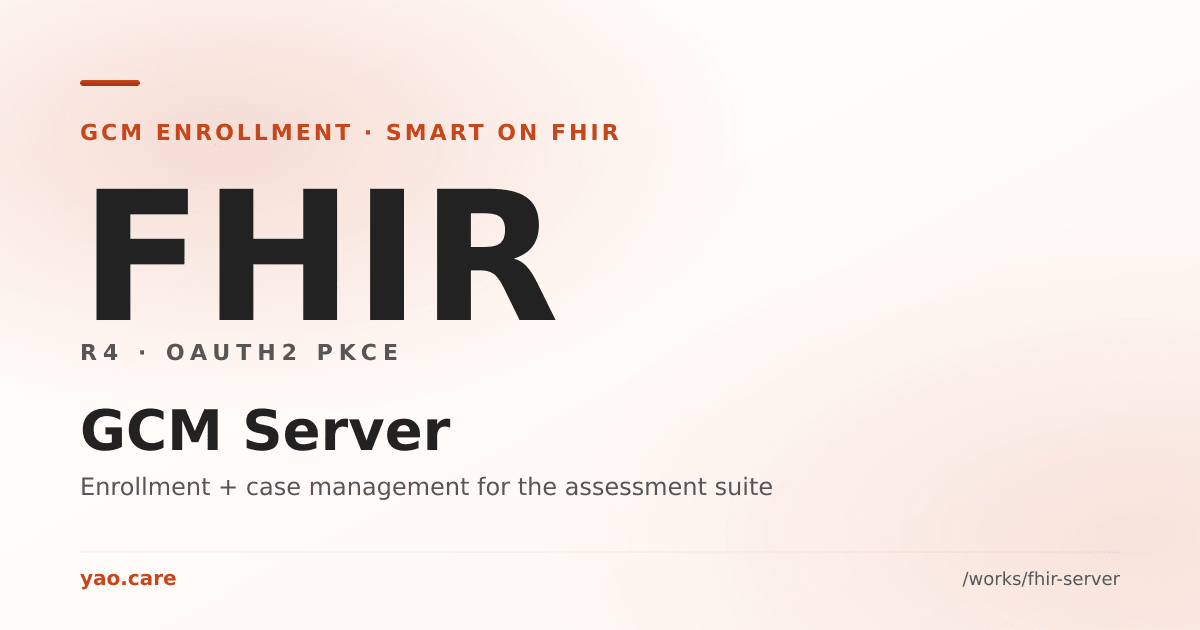 GCM ENROLLMENT · SMART ON FHIR
FHIR
R4 · OAUTH2 PKCE
GCM Server
Enrollment + case management for the assessment suite
yao.care
/works/fhir-server